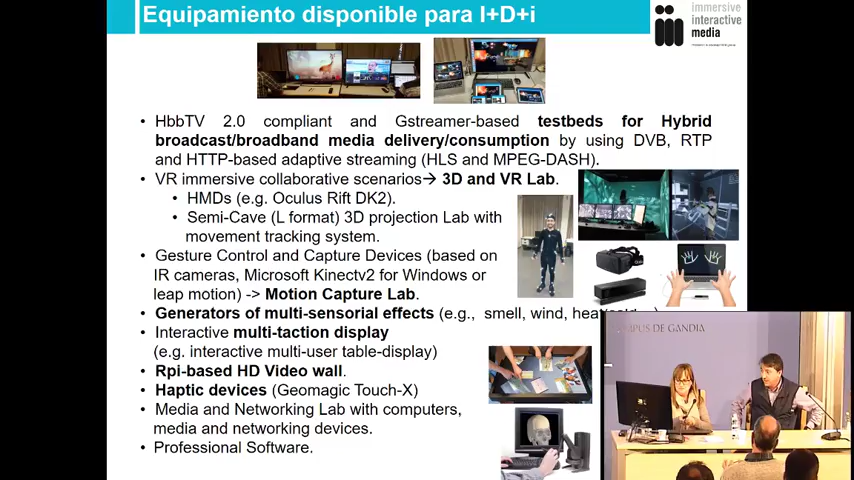 Equipamiento disponible para I+D+i
immersive
interactive
media
• HbbTV 2.0 compliant and Gstreamer-based testbeds for Hybrid
broadcast/broadband media delivery/consumption by using DVB, RTP
and HTTP-based adaptive streaming (HLS and MPEG-DASH).
• VR immersive collaborative scenarios→ 3D and VR Lab.
• HMDs (e.g. Oculus Rift DK2).
• Semi-Cave (L format) 3D projection Lab with
movement tracking system.
• Gesture Control and Capture Devices (based on
IR cameras, Microsoft Kinectv2 for Windows or
leap motion) -> Motion Capture Lab.
• Generators of multi-sensorial effects (e.g., smell, wind,
• Interactive multi-taction display
(e.g. interactive multi-user table-display)
• Rpi-based HD Video wall.
• Haptic devices (Geomagic Touch-X)
• Media and Networking Lab with computers,
media and networking devices.
• Professional Software.
PUS DE GANDIA